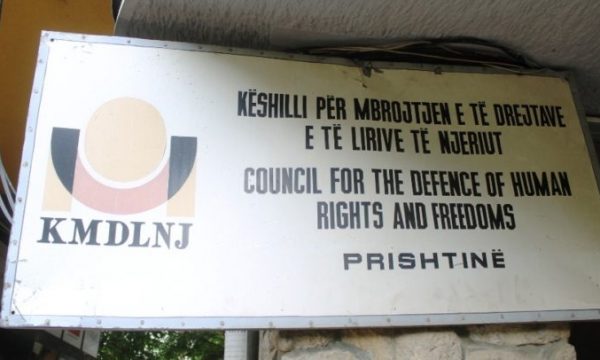 KMDLNJ
KËSHILLI PËR MBROJTJEN E TË DREJTAVE
E TË LIRIVE TË NJERIUT
COUNCIL FOR THE DEFENCE OF HUMAN
RIGHTS AND FREEDOMS
PRISHTINË